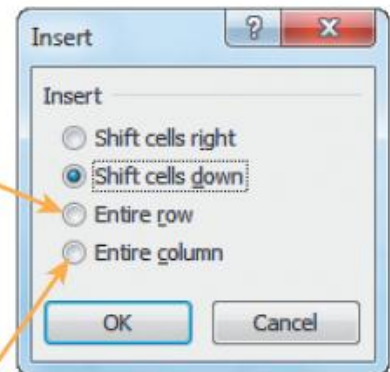 Insert
Insert
Shift cells right
Shift cells down
Entire row
Entire column
OK
Cancel